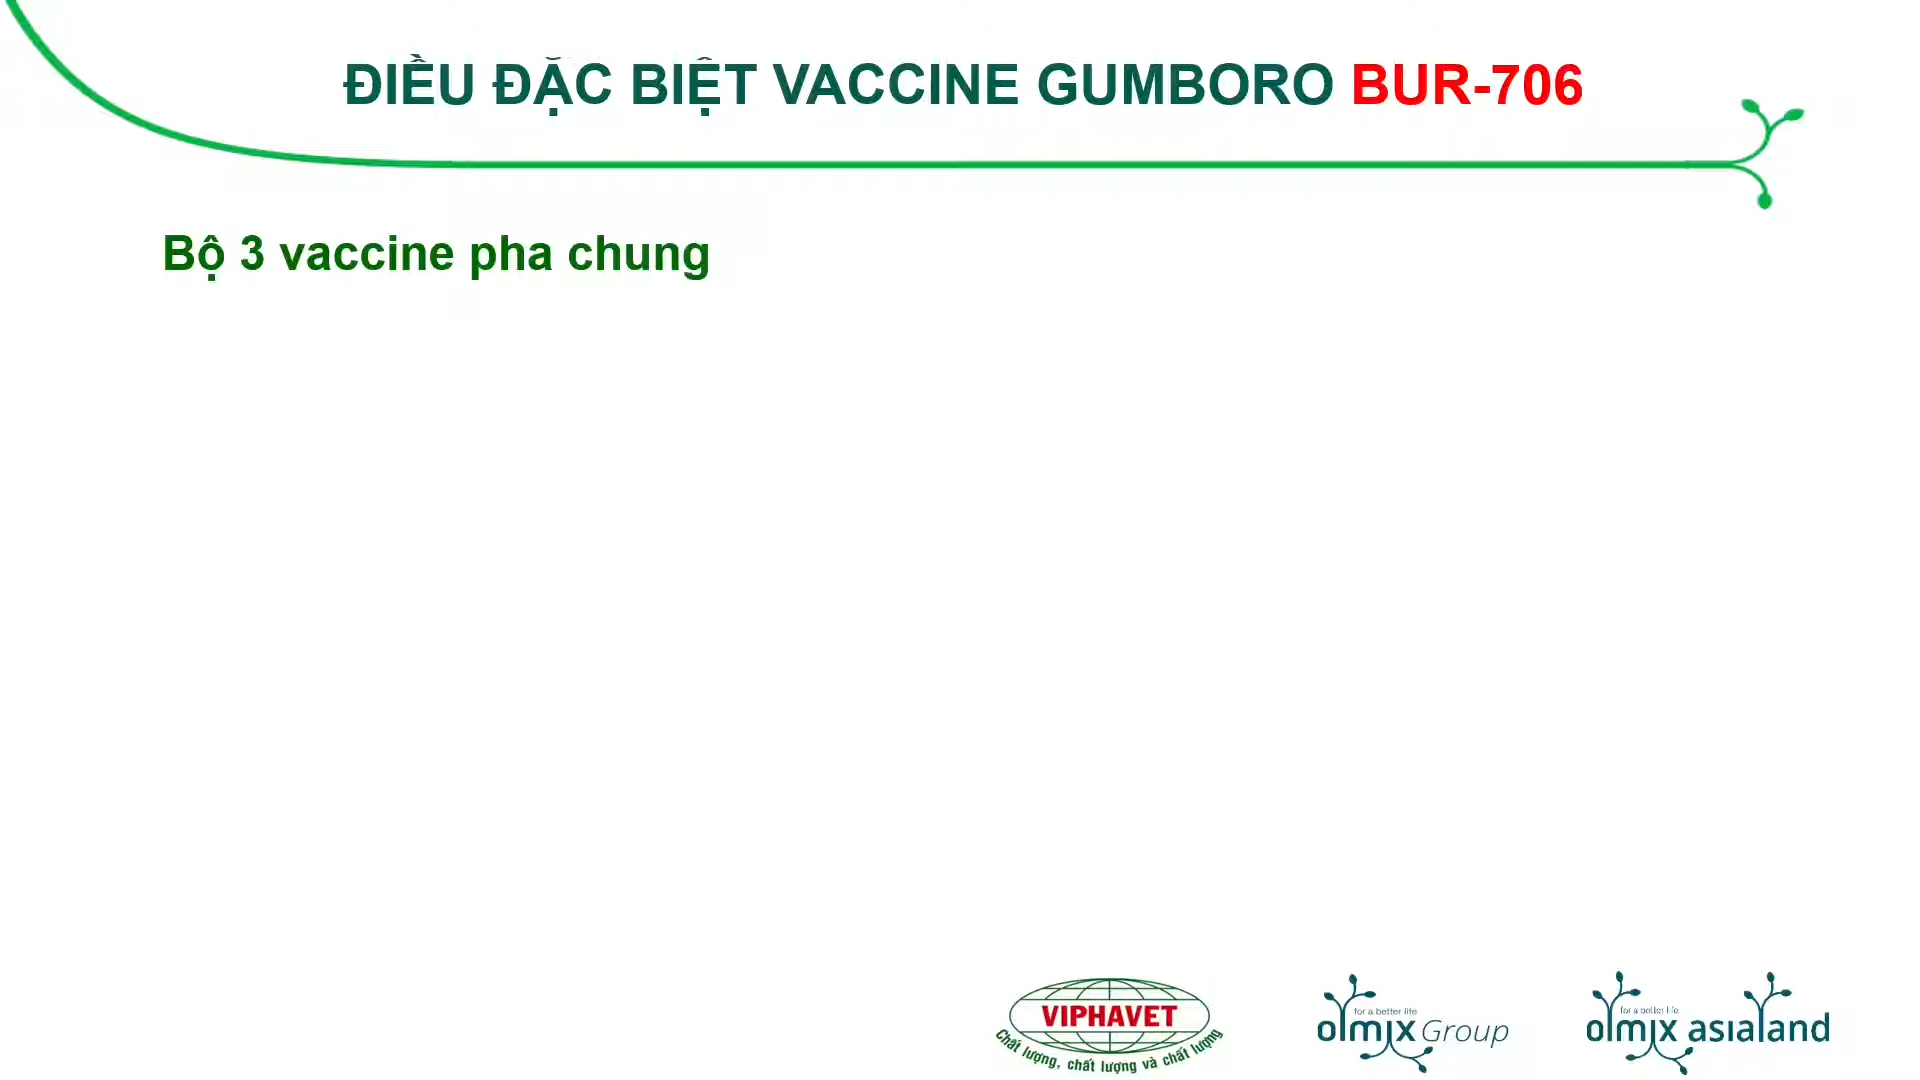 ĐIỀU ĐẶC BIỆT VACCINE GUMBORO BUR-706
Bộ 3 vaccine pha chung
VIPHAVET
Chất lượng, chất lượng và chất lượng
for a better life
olmix Group
for a better life
olmix asialand